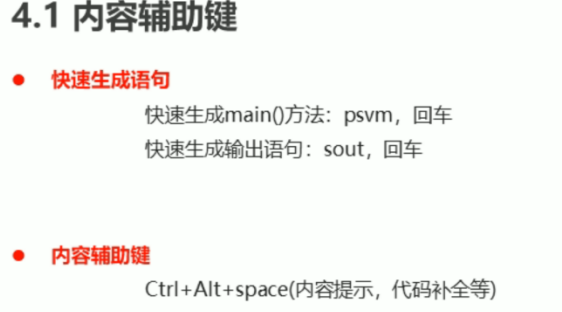 4.1 内容辅助键
快速生成语句
快速生成main()方法：psvm，回车
快速生成输出语句：sout，回车
内容辅助键
Ctrl+Alt+space(内容提示，代码补全等)